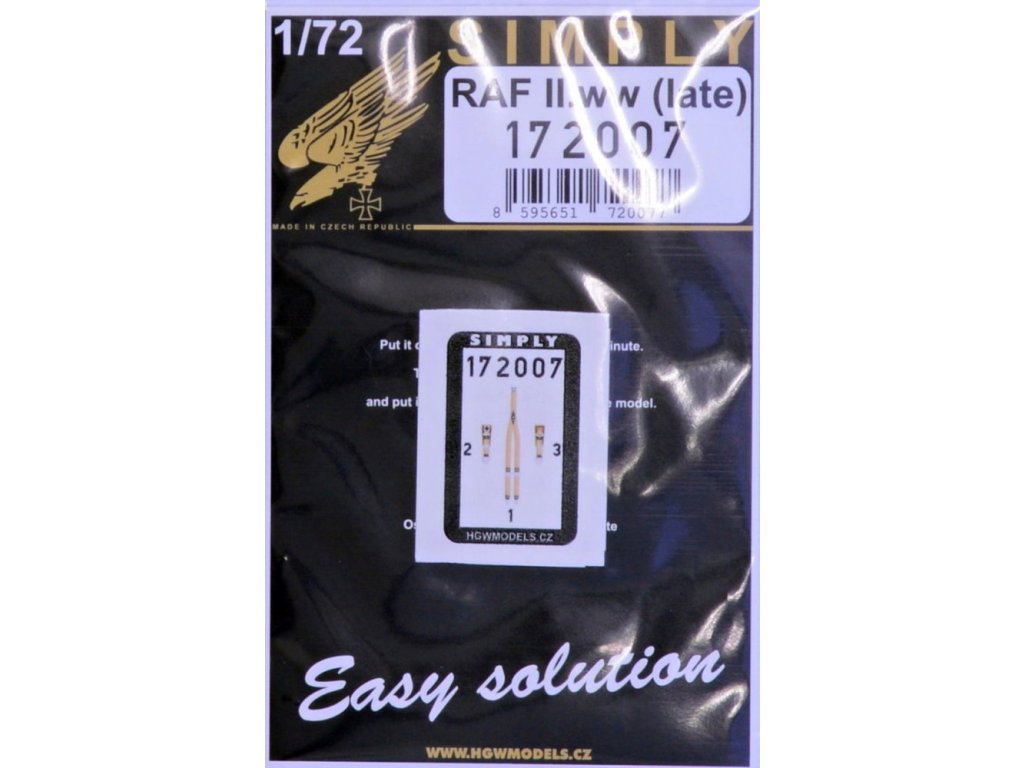 1/72
SIMPLY
RAF II.ww (late)
172007
8 595651 720077
MADE IN CZECH REPUBLIC
Put it
minute.
and put
model.
SIMPLY
172007
2 3
1
HGWMODELS.CZ
Easy solution
WWW.HGWMODELS.CZ